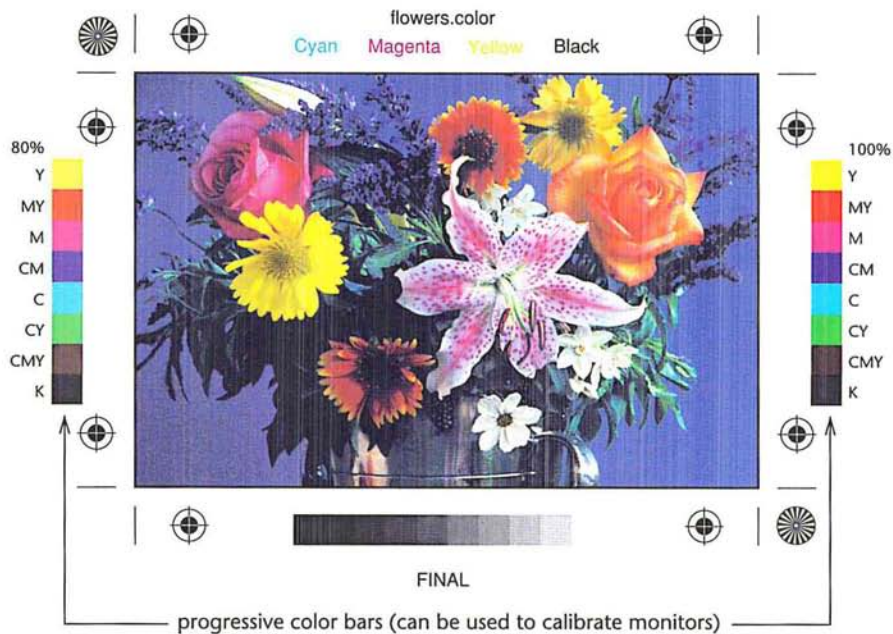 flowers.color
Cyan Magenta Yellow Black
80%
Y
MY
M
CM
C
CY
CMY
K
100%
Y
MY
M
CM
C
CY
CMY
K
FINAL
progressive color bars (can be used to calibrate monitors)